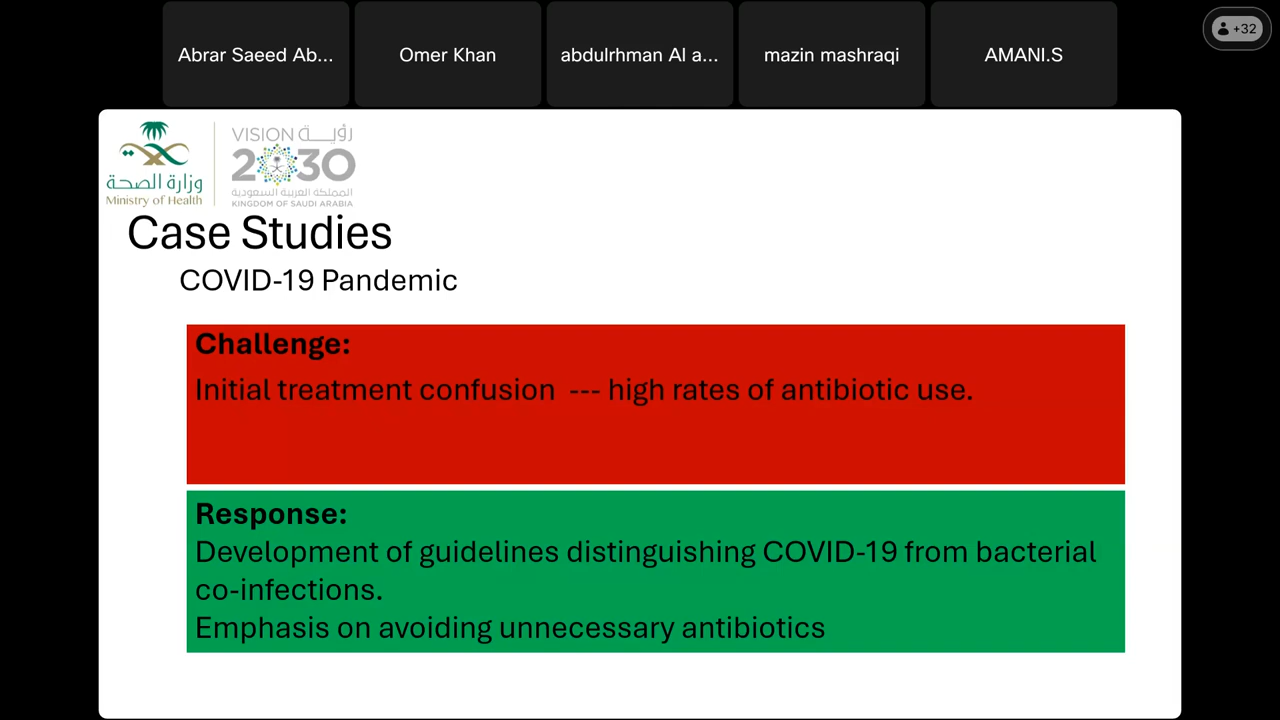 Abrar Saeed Ab...
Omer Khan
abdulrhman Al a...
mazin mashraqi
AMANI.S
+32
وزارة الصحة
Ministry of Health
VISION رؤيــــة
2030
المملكة العربية السعودية
KINGDOM OF SAUDI ARABIA
Case Studies
COVID-19 Pandemic
Challenge:
Initial treatment confusion --- high rates of antibiotic use.
Response:
Development of guidelines distinguishing COVID-19 from bacterial
co-infections.
Emphasis on avoiding unnecessary antibiotics